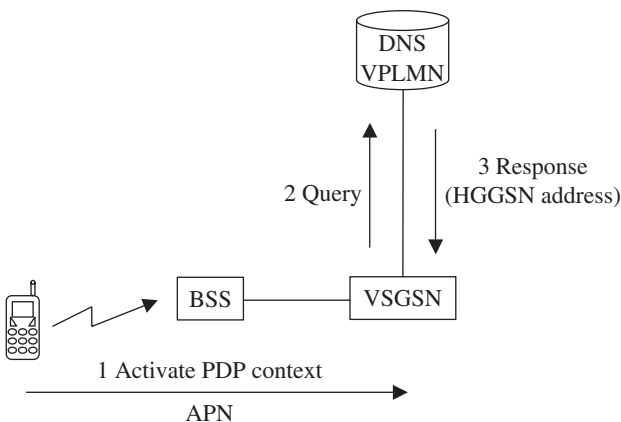 DNS
VPLMN
2 Query
3 Response
(HGGSN address)
BSS
VSGSN
1 Activate PDP context
APN